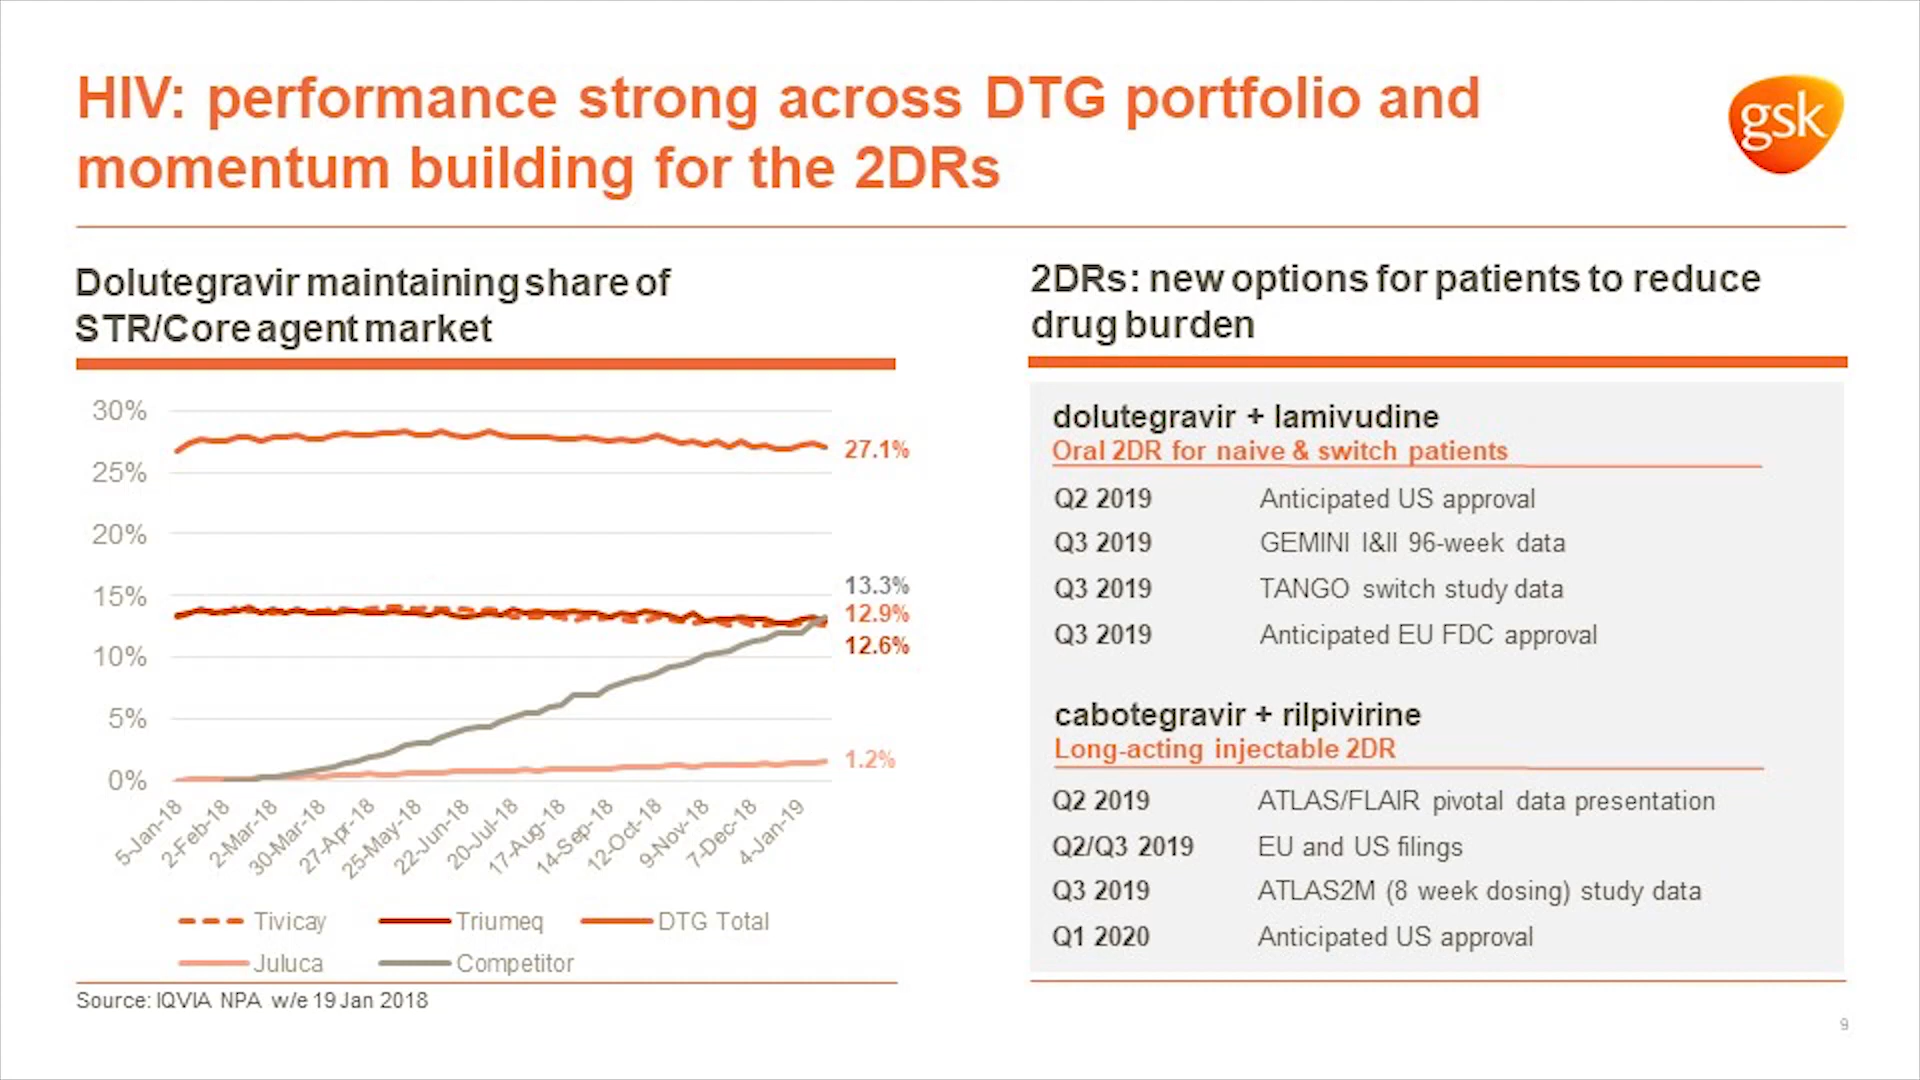 HIV: performance strong across DTG portfolio and
momentum building for the 2DRs
gsk
Dolutegravir maintaining share of
STR/Core agent market
30%
25%
20%
15%
10%
5%
0%
27.1%
13.3%
12.9%
12.6%
1.2%
5-Jan-18
2-Feb-18
2-Mar-18
30-Mar-18
27-Apr-18
25-May-18
22-Jun-18
20-Jul-18
17-Aug-18
14-Sep-18
12-Oct-18
9-Nov-18
7-Dec-18
4-Jan-19
Tivicay Triumeq DTG Total
Juluca Competitor
Source: IQVIA NPA w/e 19 Jan 2018
2DRs: new options for patients to reduce
drug burden
dolutegravir + lamivudine
Oral 2DR for naive & switch patients
Q2 2019 Anticipated US approval
Q3 2019 GEMINI I&II 96-week data
Q3 2019 TANGO switch study data
Q3 2019 Anticipated EU FDC approval
cabotegravir + rilpivirine
Long-acting injectable 2DR
Q2 2019 ATLAS/FLAIR pivotal data presentation
Q2/Q3 2019 EU and US filings
Q3 2019 ATLAS2M (8 week dosing) study data
Q1 2020 Anticipated US approval
9